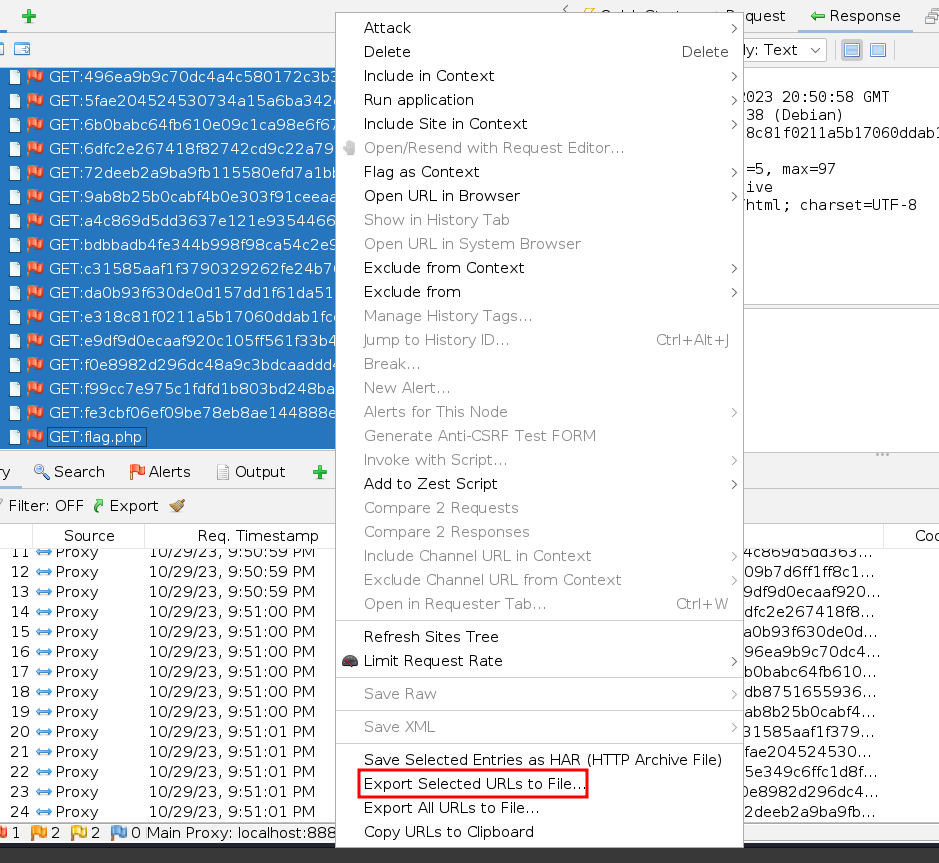 Quick Start
Request
Response
Body: Text
GET:496ea9b9c70dc4a4c580172c3b3
GET:5fae204524530734a15a6ba342
GET:6b0babc64fb610e09c1ca98e6f67
GET:6dfc2e267418f82742cd9c22a79
GET:72deeb2a9ba9fb115580efd7a1bb
GET:9ab8b25b0cabf4b0e303f91ceeaa
GET:a4c869d5dd3637e121e9354466
GET:bdbbadb4fe344b998f98ca54c2e9
GET:c31585aaf1f3790329262fe24b7
GET:da0b93f630de0d157dd1f61da51
GET:e318c81f0211a5b17060ddab1fc
GET:e9df9d0ecaaf920c105ff561f33b4
GET:f0e8982d296dc48a9c3bdcaaddd4
GET:f99cc7e975c1fdfd1b803bd248ba
GET:fe3cbf06ef09be78eb8ae144888e
GET:flag.php
Attack
Delete Delete
Include in Context
Run application
Include Site in Context
Open/Resend with Request Editor...
Flag as Context
Open URL in Browser
Show in History Tab
Open URL in System Browser
Exclude from Context
Exclude from
Manage History Tags...
Jump to History ID... Ctrl+Alt+J
Break...
New Alert...
Alerts for This Node
Generate Anti-CSRF Test FORM
Invoke with Script...
Add to Zest Script
Compare 2 Requests
Compare 2 Responses
Include Channel URL in Context
Exclude Channel URL from Context
Open in Requester Tab... Ctrl+W
Refresh Sites Tree
Limit Request Rate
Save Raw
Save XML
Save Selected Entries as HAR (HTTP Archive File)
Export Selected URLs to File...
Export All URLs to File...
Copy URLs to Clipboard
2023 20:50:58 GMT
38 (Debian)
8c81f0211a5b17060ddab1
=5, max=97
ive
html; charset=UTF-8
ry Search Alerts Output
Filter: OFF Export
Source Req. Timestamp
11 Proxy 10/29/23, 9:50:59 PM 4c869d5dd363...
12 Proxy 10/29/23, 9:50:59 PM 09b7d6ff1ff8c1...
13 Proxy 10/29/23, 9:50:59 PM 9df9d0ecaaf920...
14 Proxy 10/29/23, 9:51:00 PM dfc2e267418f8...
15 Proxy 10/29/23, 9:51:00 PM a0b93f630de0d...
16 Proxy 10/29/23, 9:51:00 PM 96ea9b9c70dc4...
17 Proxy 10/29/23, 9:51:00 PM b0babc64fb610...
18 Proxy 10/29/23, 9:51:00 PM db8751655936...
19 Proxy 10/29/23, 9:51:00 PM ab8b25b0cabf4...
20 Proxy 10/29/23, 9:51:01 PM 31585aaf1f379...
21 Proxy 10/29/23, 9:51:01 PM fae204524530...
22 Proxy 10/29/23, 9:51:01 PM 5e349c6ffc1d8f...
23 Proxy 10/29/23, 9:51:01 PM 0e8982d296dc4...
24 Proxy 10/29/23, 9:51:01 PM 2deeb2a9ba9fb...
1 2 2 0 Main Proxy: localhost:888